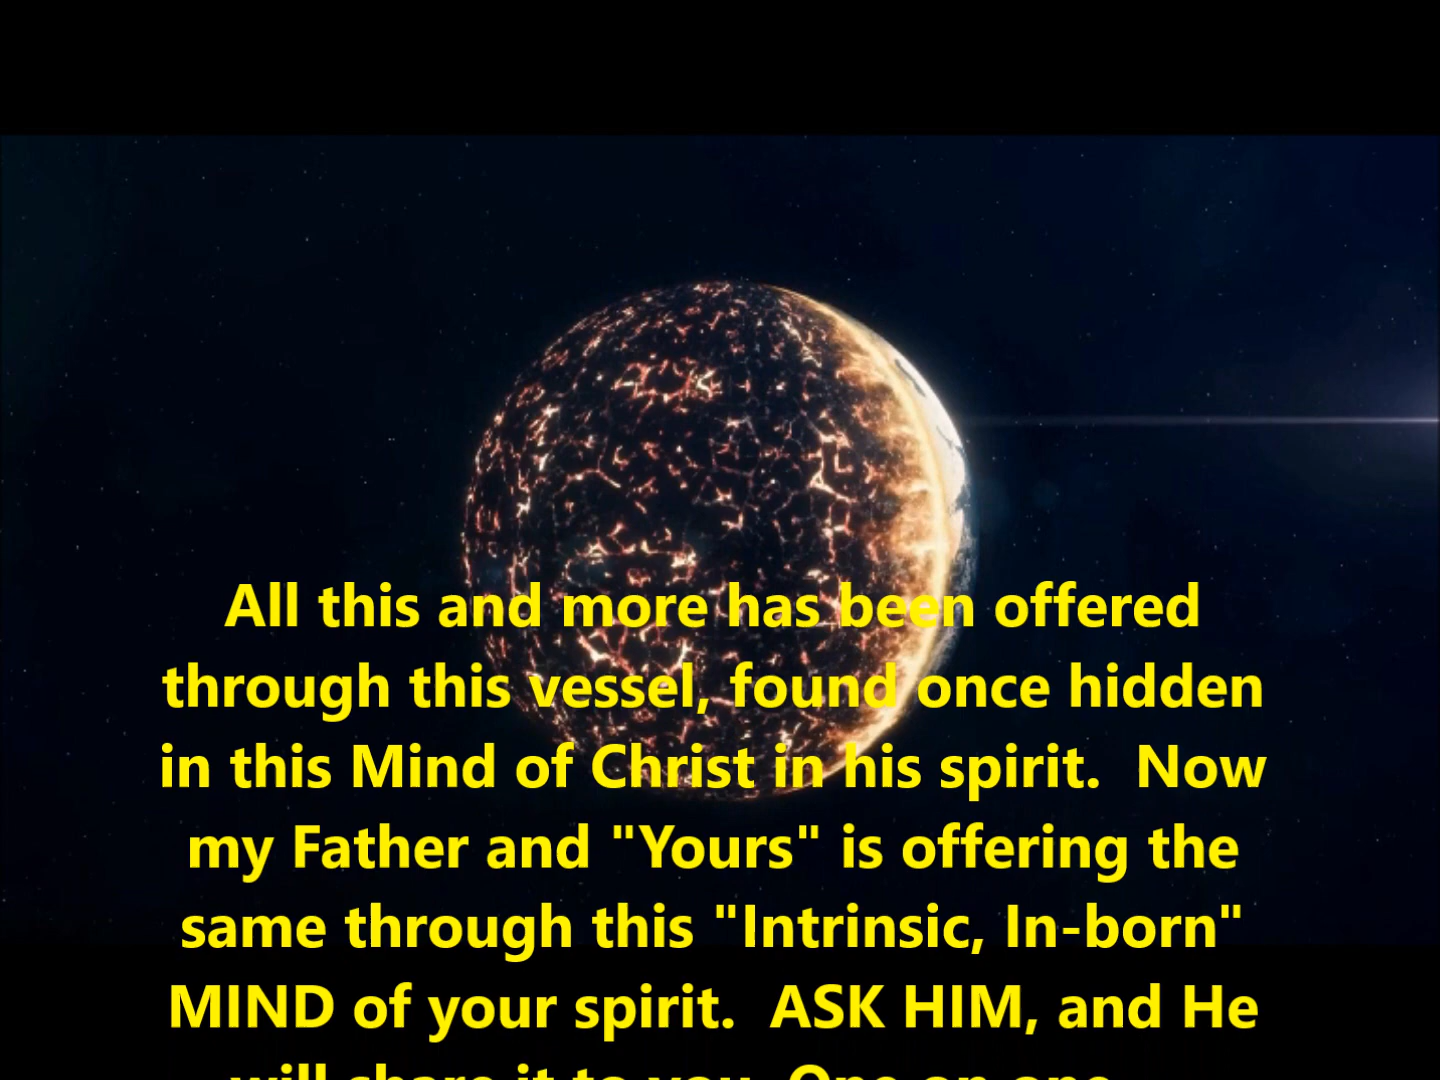 All this and more has been offered
through this vessel, found once hidden
in this Mind of Christ in his spirit.  Now
my Father and "Yours" is offering the
same through this "Intrinsic, In-born"
MIND of your spirit.  ASK HIM, and He
will share it to you  One on one